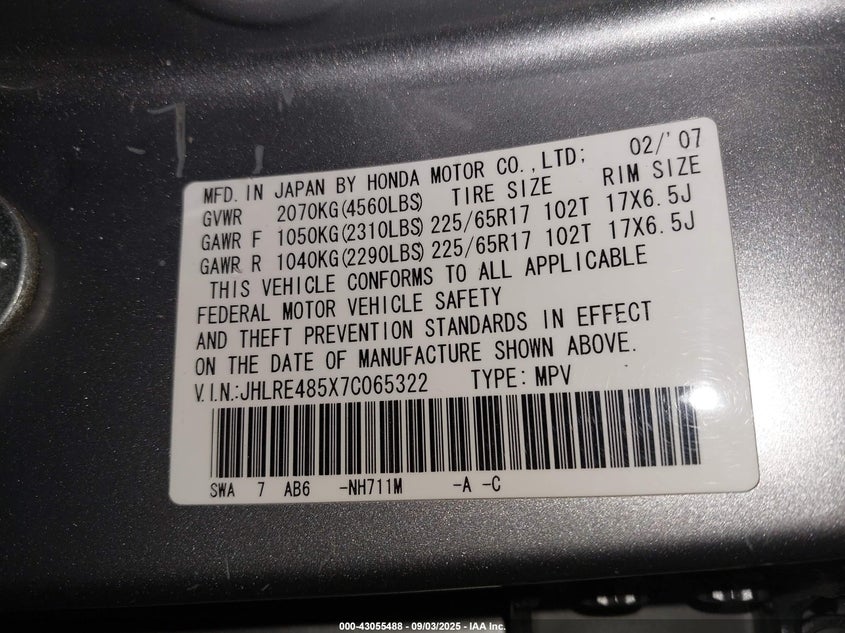 MFD. IN JAPAN BY HONDA MOTOR CO., LTD; 02/'07
GVWR 2070KG(4560LBS) TIRE SIZE RIM SIZE
GAWR F 1050KG(2310LBS) 225/65R17 102T 17X6.5J
GAWR R 1040KG(2290LBS) 225/65R17 102T 17X6.5J
THIS VEHICLE CONFORMS TO ALL APPLICABLE
FEDERAL MOTOR VEHICLE SAFETY
AND THEFT PREVENTION STANDARDS IN EFFECT
ON THE DATE OF MANUFACTURE SHOWN ABOVE.
V.I.N.:JHLRE485X7C065322 TYPE: MPV
SWA 7 AB6 -NH711M -A -C
000-43055488 - 09/03/2025 - IAA Inc.